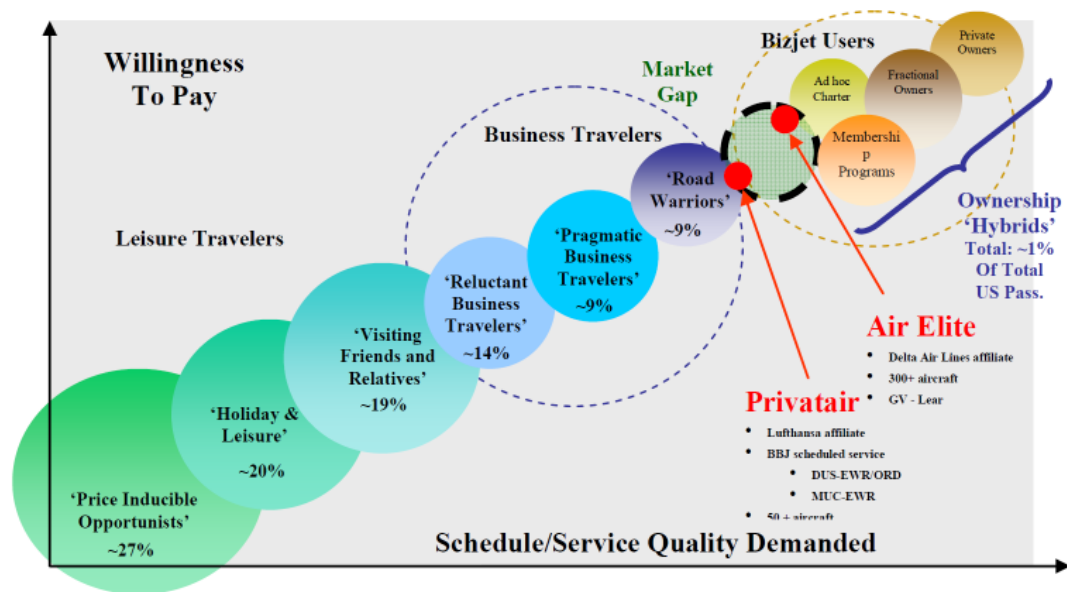 Willingness
To Pay
Leisure Travelers
Business Travelers
Market
Gap
Bizjet Users
Private
Owners
Fractional
Owners
Ad hoc
Charter
Membershi
p
Programs
Ownership
'Hybrids'
Total: ~1%
Of Total
US Pass.
'Road
Warriors'
~9%
'Pragmatic
Business
Travelers'
~9%
'Reluctant
Business
Travelers'
~14%
'Visiting
Friends and
Relatives'
~19%
'Holiday &
Leisure'
~20%
'Price Inducible
Opportunists'
~27%
Air Elite
• Delta Air Lines affiliate
• 300+ aircraft
• GV - Lear
Privatair
• Lufthansa affiliate
• BBJ scheduled service
• DUS-EWR/ORD
• MUC-EWR
• 50 + aircraft
Schedule/Service Quality Demanded